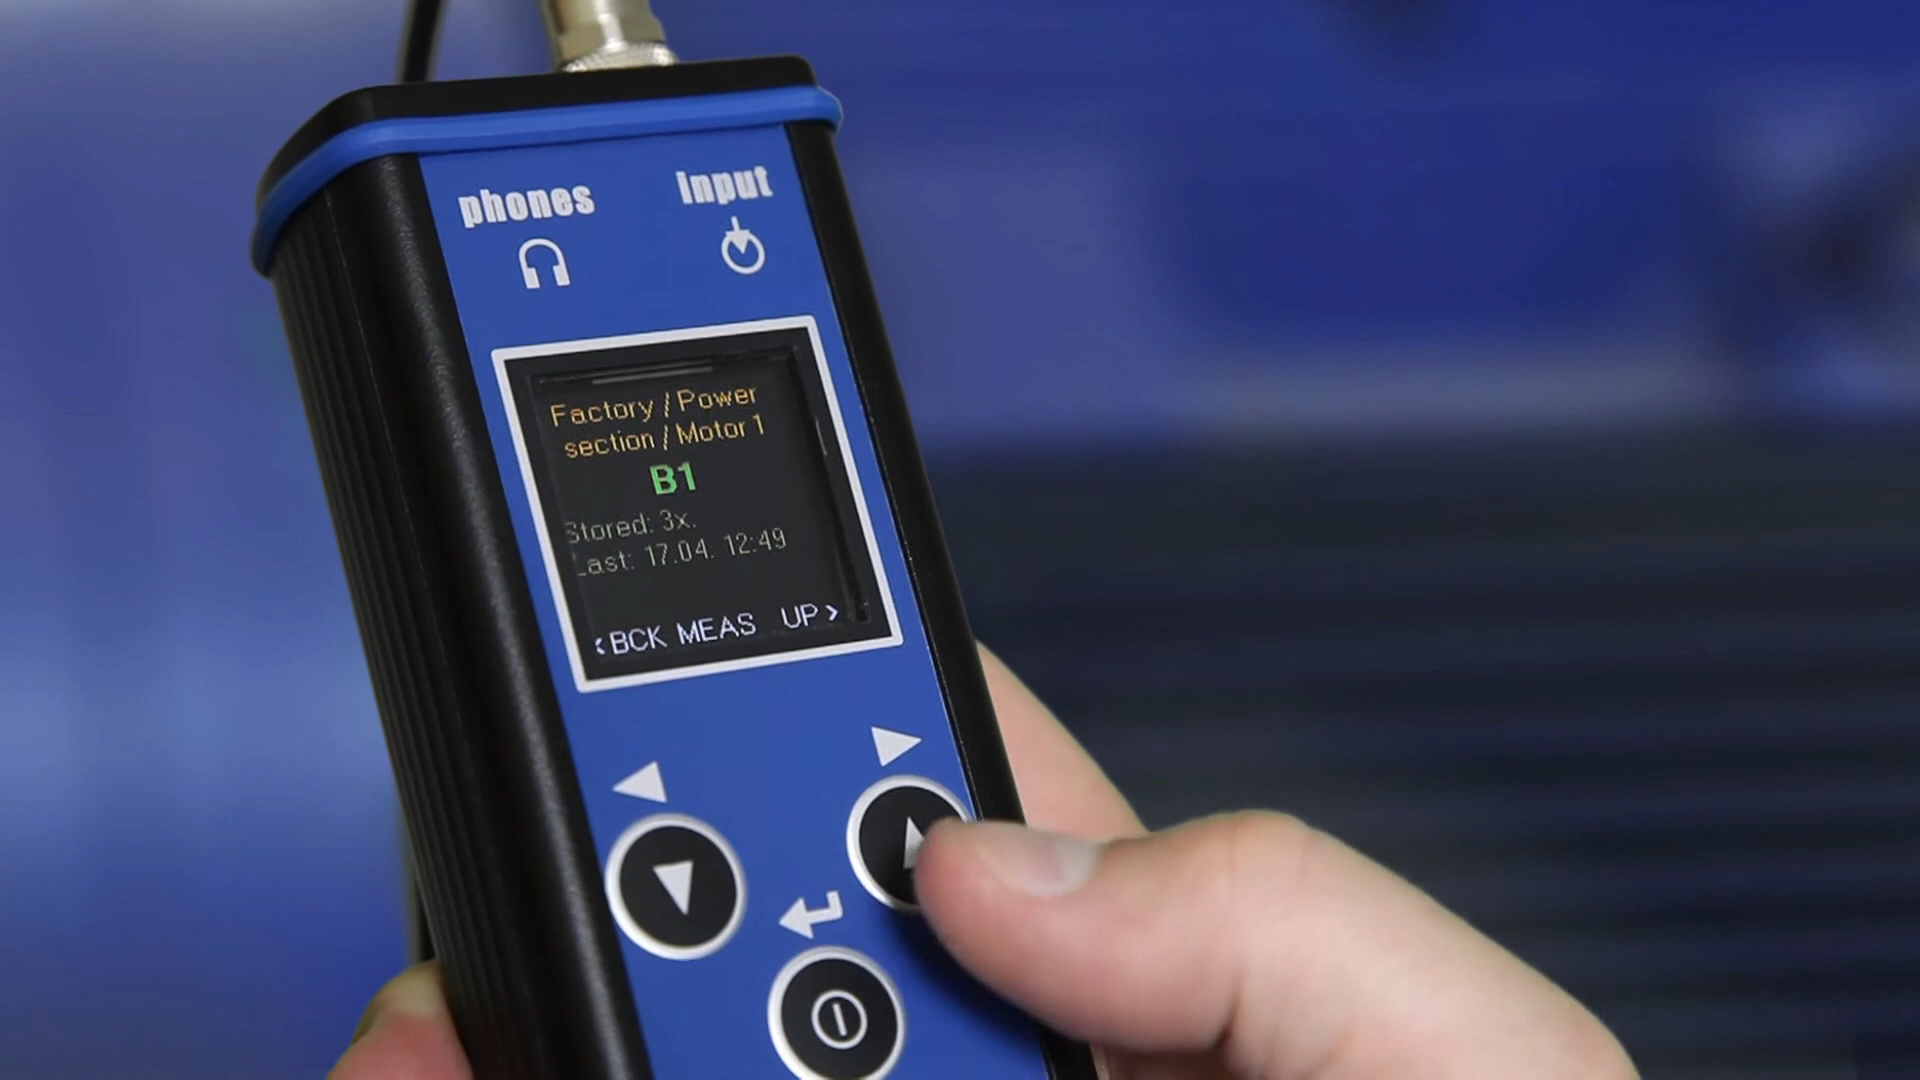 phones input
Factory / Power
section / Motor 1
B1
Stored: 3x.
Last: 17.04. 12:49
‹BCK MEAS UP›